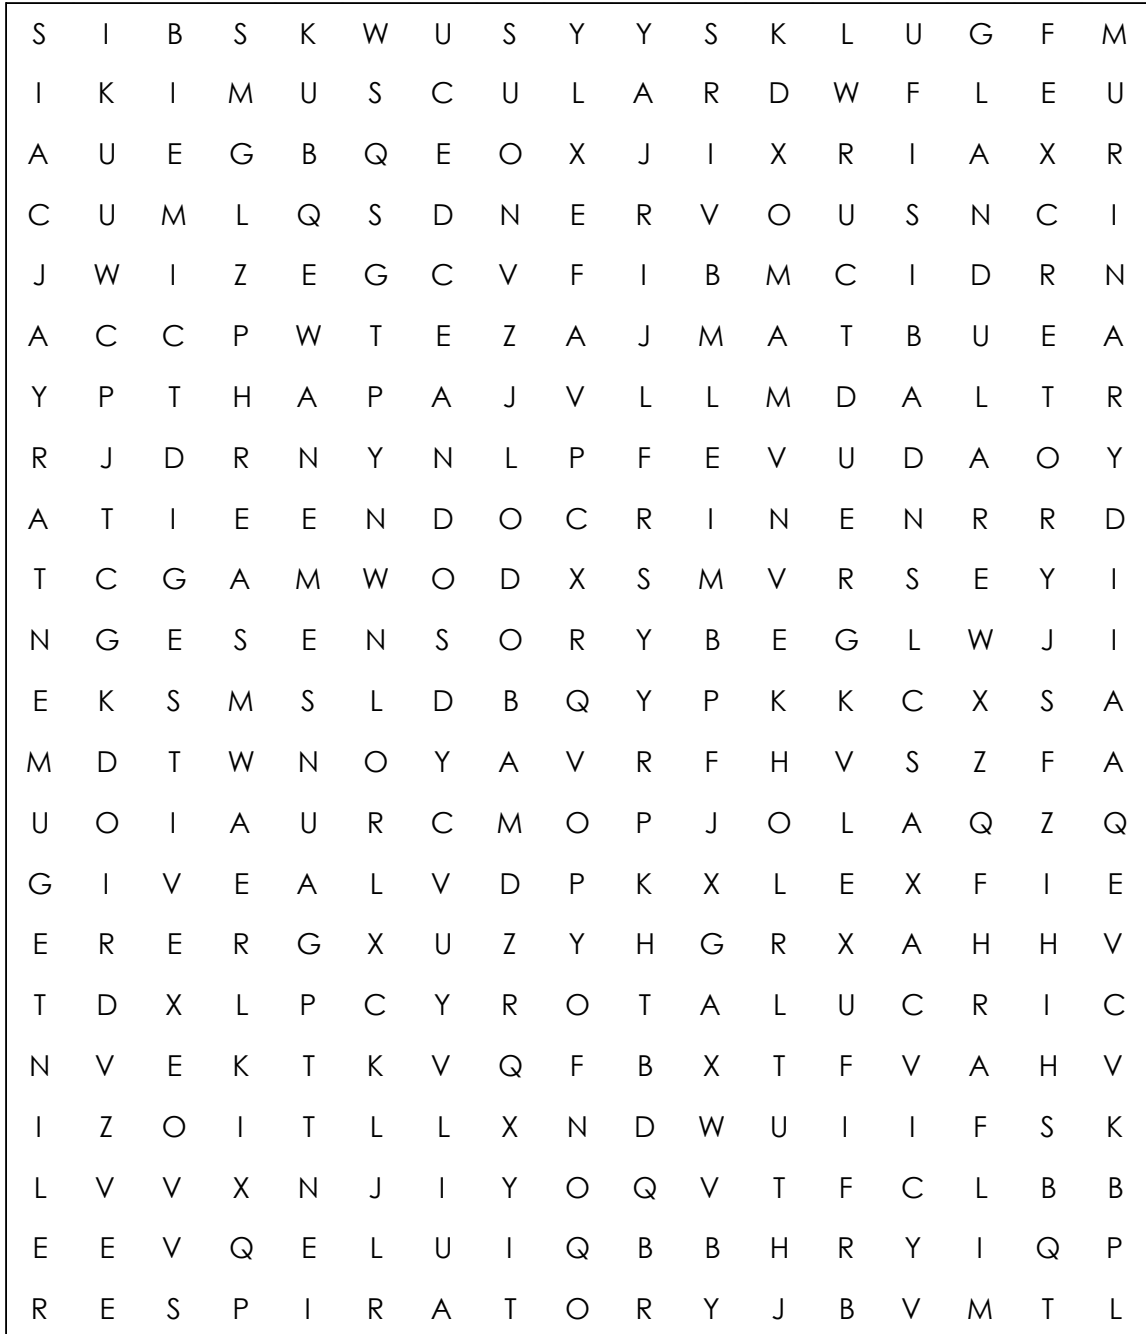 S I B S K W U S Y Y S K L U G F M
I K I M U S C U L A R D W F L E U
A U E G B Q E O X J I X R I A X R
C U M L Q S D N E R V O U S N C I
J W I Z E G C V F I B M C I D R N
A C C P W T E Z A J M A T B U E A
Y P T H A P A J V L L M D A L T R
R J D R N Y N L P F E V U D A O Y
A T I E E N D O C R I N E N R R D
T C G A M W O D X S M V R S E Y I
N G E S E N S O R Y B E G L W J I
E K S M S L D B Q Y P K K C X S A
M D T W N O Y A V R F H V S Z F A
U O I A U R C M O P J O L A Q Z Q
G I V E A L V D P K X L E X F I E
E R E R G X U Z Y H G R X A H H V
T D X L P C Y R O T A L U C R I C
N V E K T K V Q F B X T F V A H V
I Z O I T L L X N D W U I I F S K
L V V X N J I Y O Q V T F C L B B
E E V Q E L U I Q B B H R Y I Q P
R E S P I R A T O R Y J B V M T L